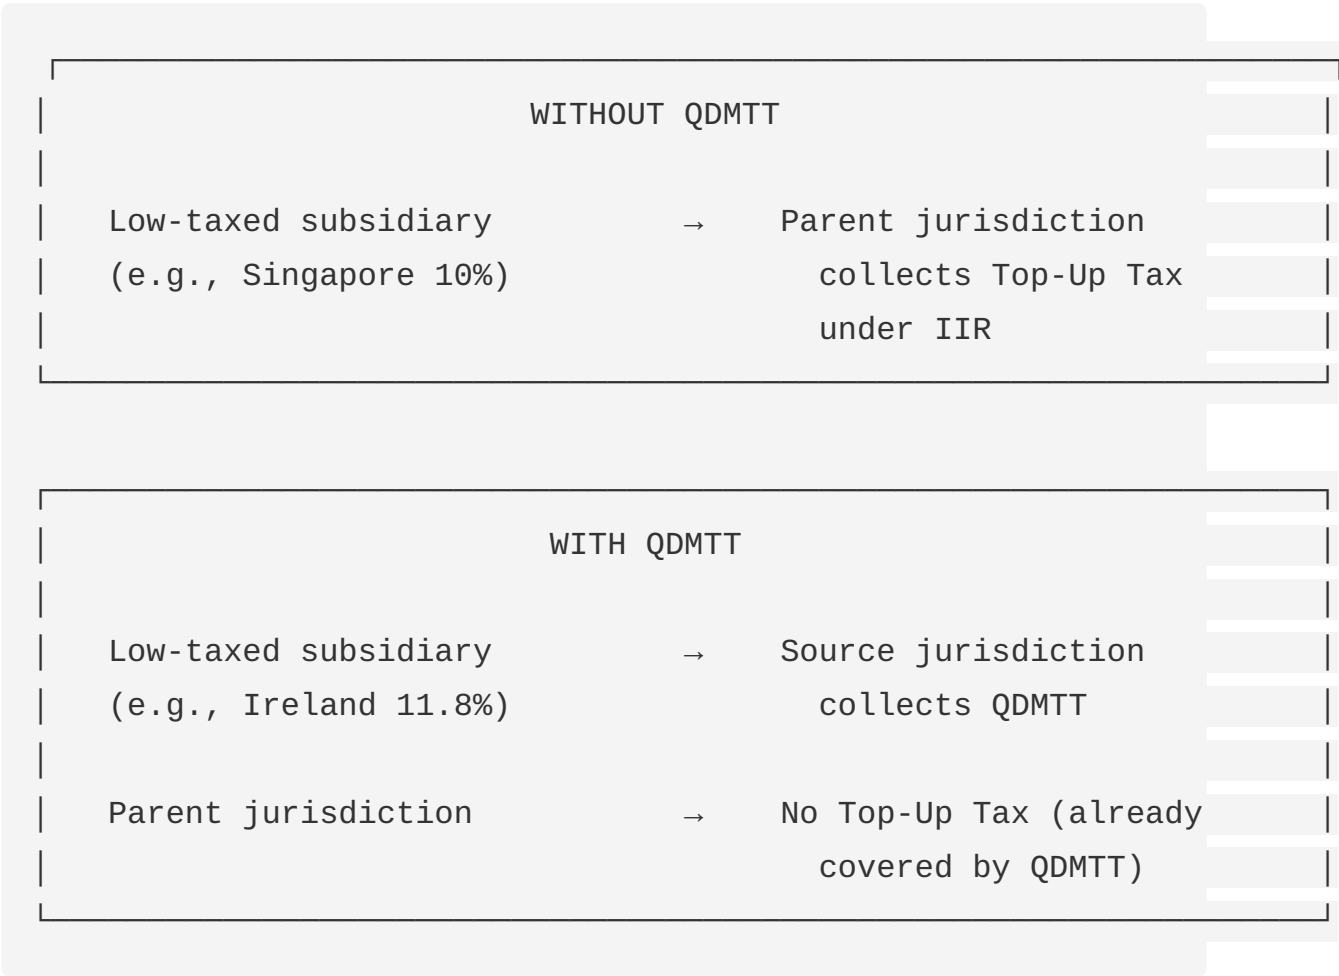 WITHOUT QDMTT
Low-taxed subsidiary → Parent jurisdiction
(e.g., Singapore 10%) collects Top-Up Tax
under IIR
WITH QDMTT
Low-taxed subsidiary → Source jurisdiction
(e.g., Ireland 11.8%) collects QDMTT
Parent jurisdiction → No Top-Up Tax (already
covered by QDMTT)